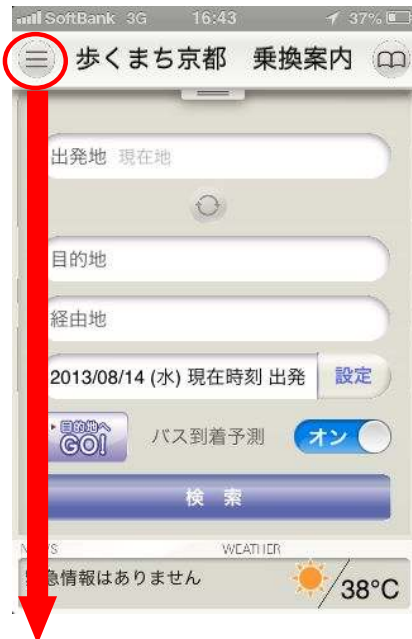 SoftBank 3G 16:43 37%
歩くまち京都 乗換案内
出発地 現在地
目的地
経由地
2013/08/14 (水) 現在時刻 出発 設定
目的地へ GO! バス到着予測 オン
検 索
WEATHER
急情報はありません 38°C